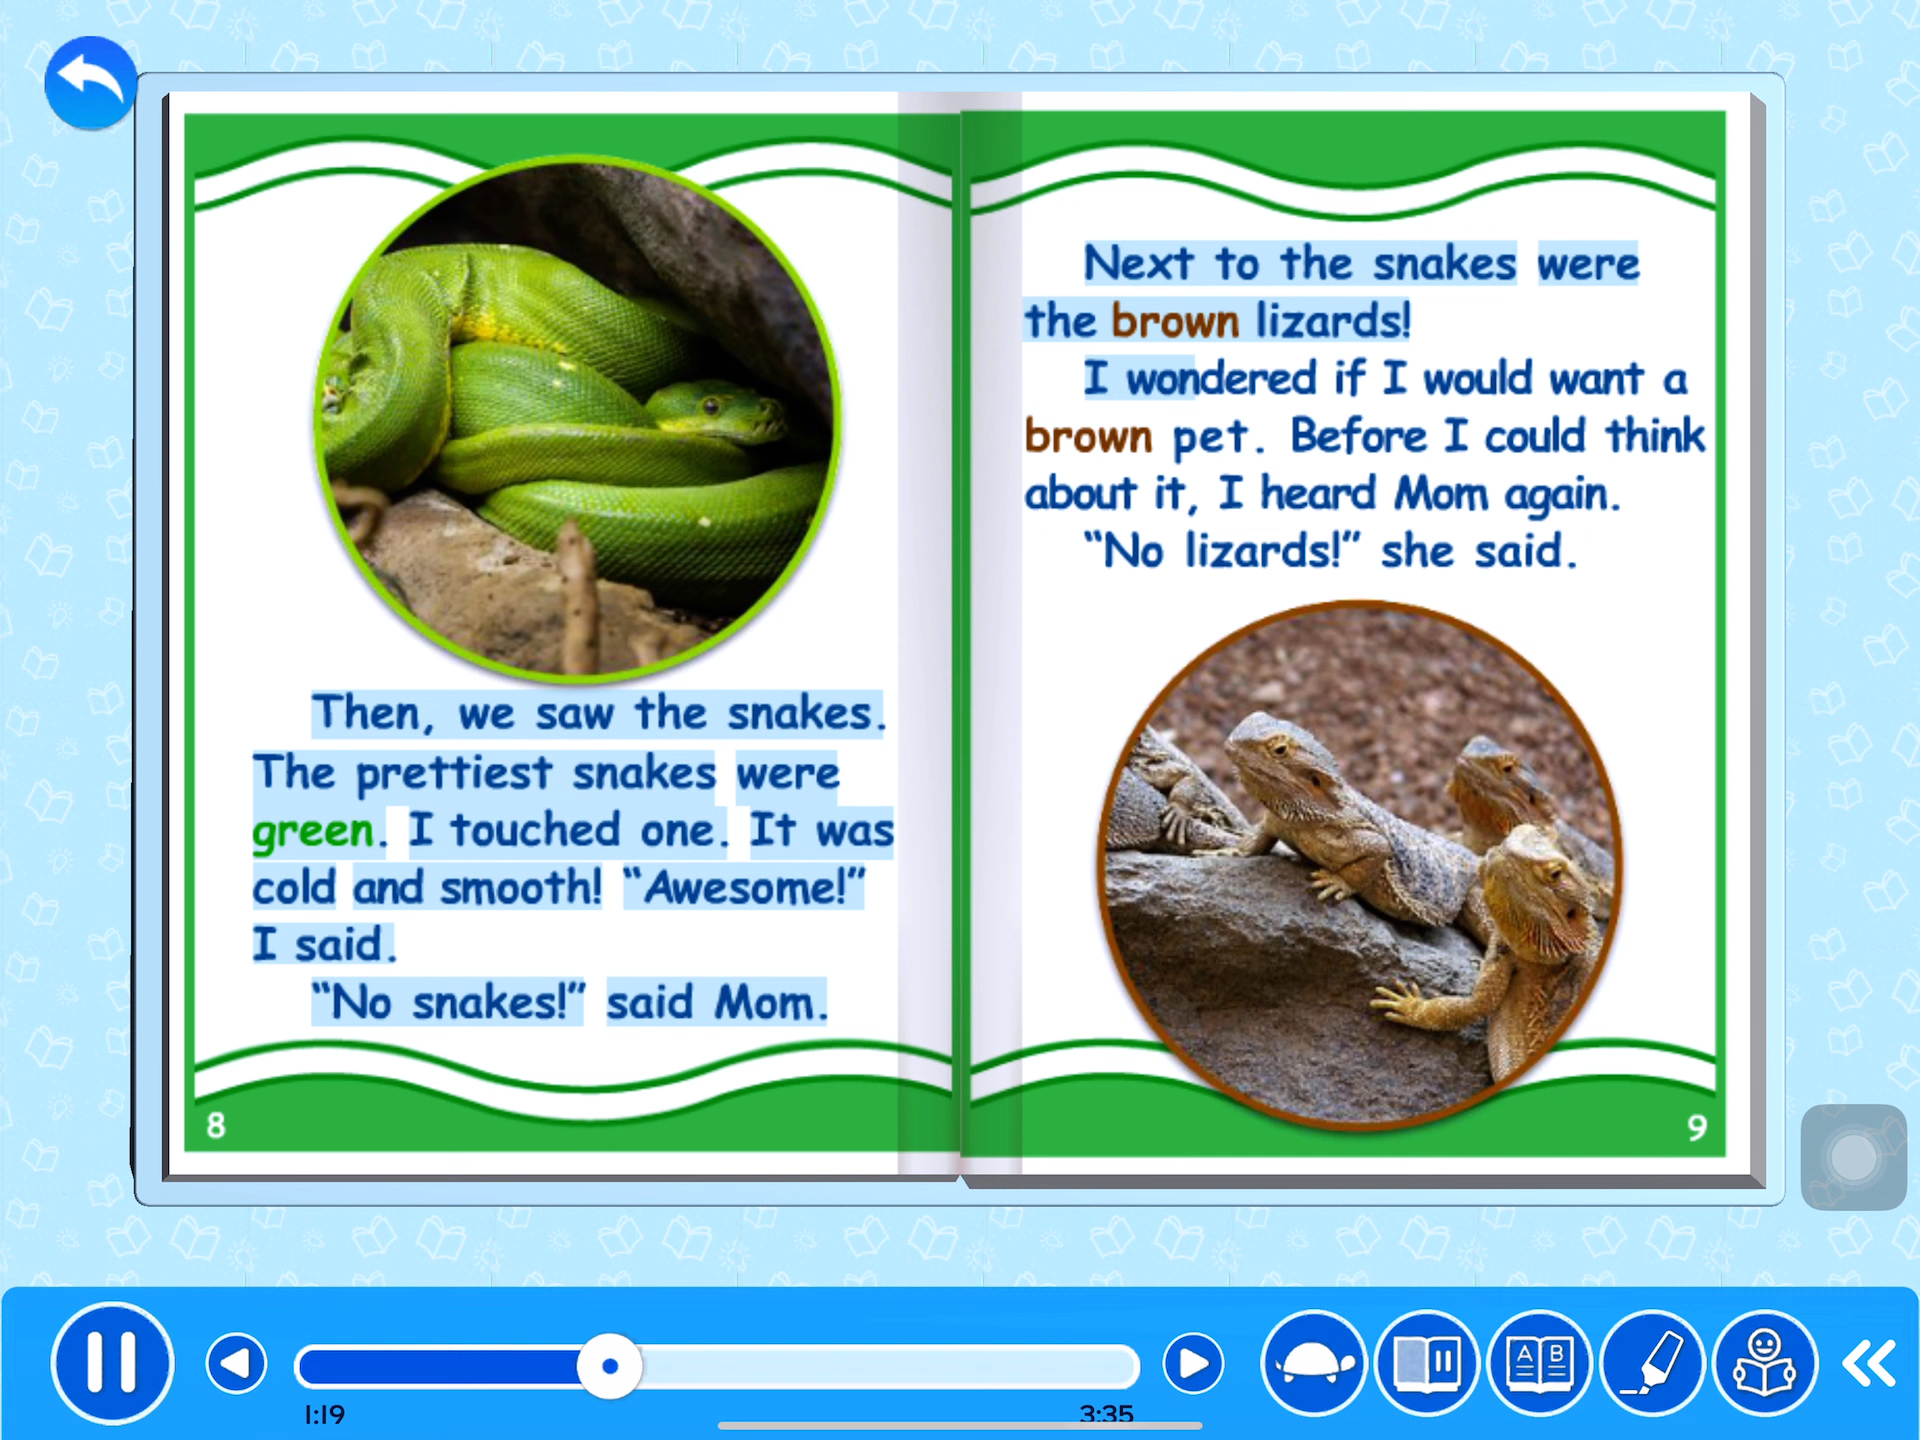 Then, we saw the snakes.
The prettiest snakes were
green. I touched one. It was
cold and smooth! “Awesome!”
I said.
“No snakes!” said Mom.
8
Next to the snakes were
the brown lizards!
I wondered if I would want a
brown pet. Before I could think
about it, I heard Mom again.
“No lizards!” she said.
9
1:19
3:35
A B